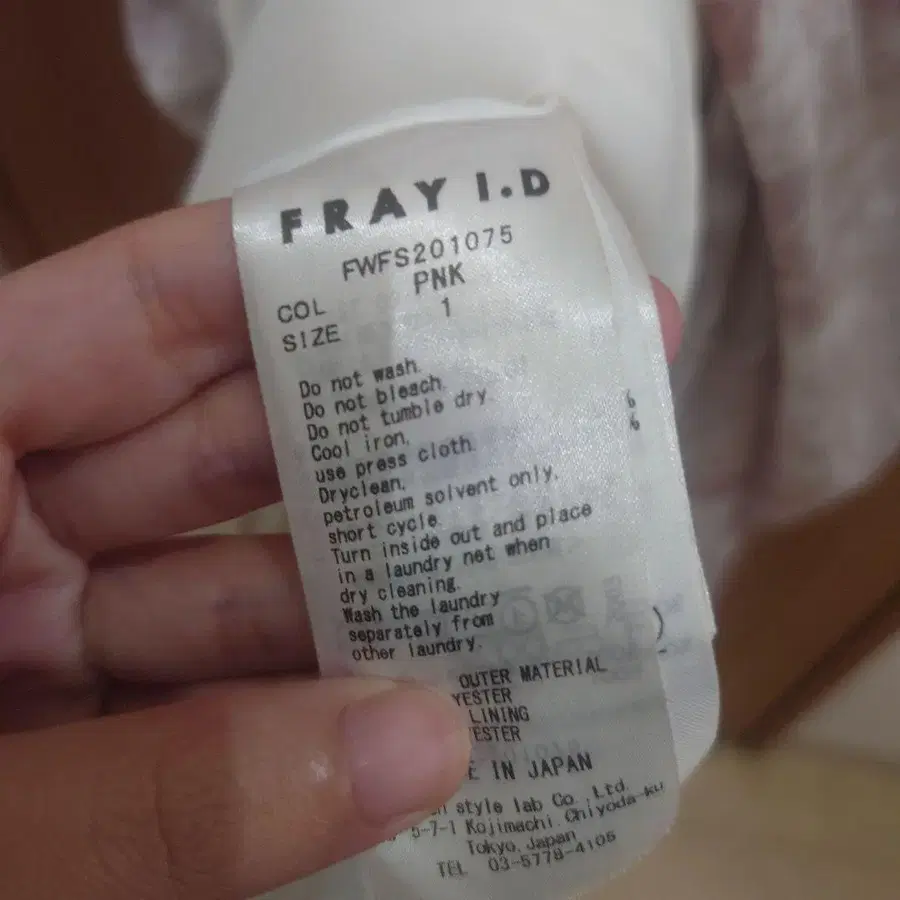 FRAY I.D
FWFS201075
COL PNK
SIZE 1
Do not wash.
Do not bleach.
Do not tumble dry.
Cool iron.
use press cloth.
Dryclean.
petroleum solvent only.
short cycle.
Turn inside out and place
in a laundry net when
dry cleaning.
Wash the laundry
separately from
other laundry.
OUTER MATERIAL
YESTER
LINING
ESTER
E IN JAPAN
style lab Co., Ltd.
5-7-1 Kojimachi. Chiyoda-ku
Tokyo, Japan
TEL 03-5778-4105